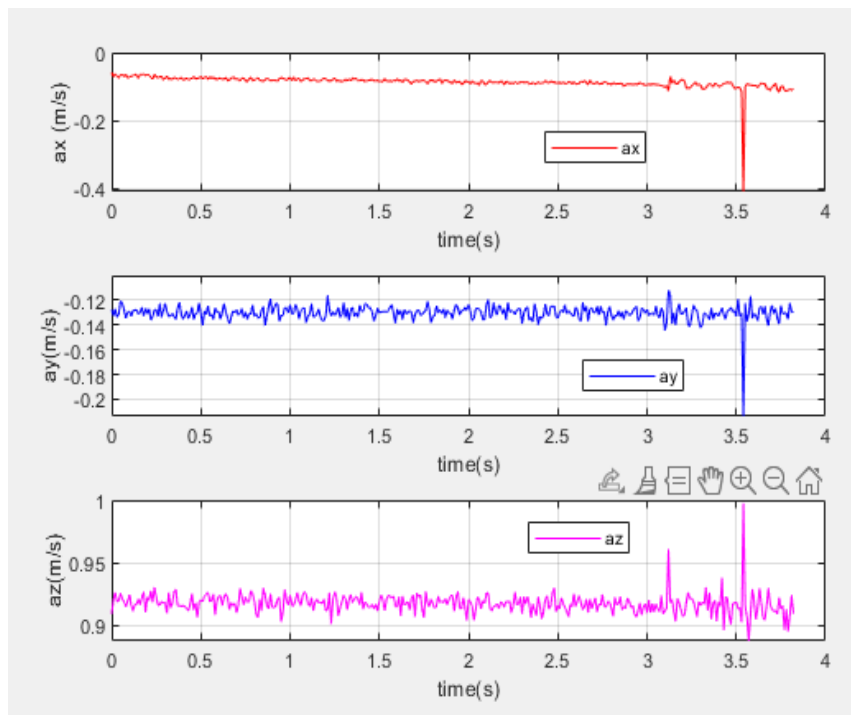 0
-0.2
-0.4
ax (m/s)
ax
0 0.5 1 1.5 2 2.5 3 3.5 4
time(s)
-0.12
-0.14
-0.16
-0.18
-0.2
ay(m/s)
ay
0 0.5 1 1.5 2 2.5 3 3.5 4
time(s)
1
0.95
0.9
az(m/s)
az
0 0.5 1 1.5 2 2.5 3 3.5 4
time(s)